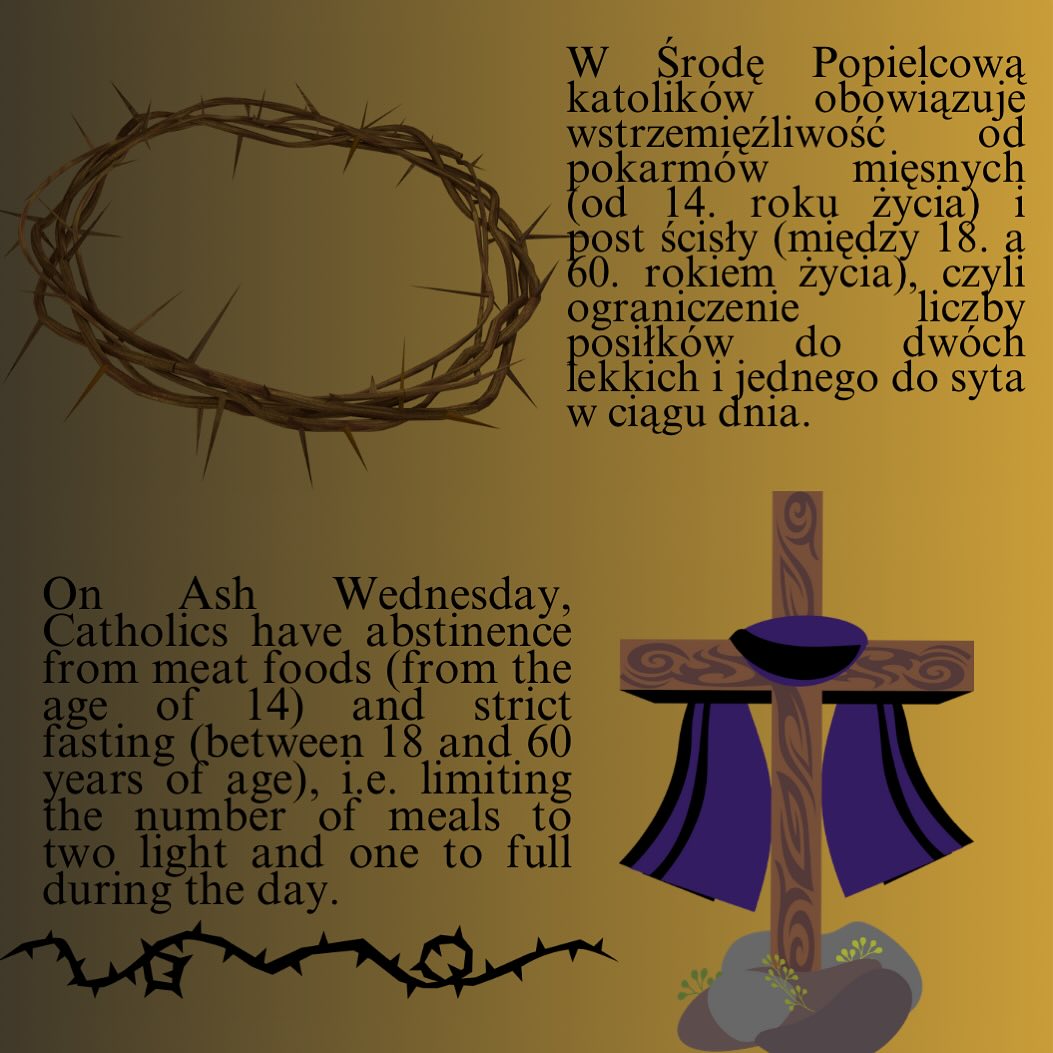 W Środę Popielcową
katolików obowiązuje
wstrzemięźliwość od
pokarmów mięsnych
(od 14. roku życia) i
post ścisły (między 18. a
60. rokiem życia), czyli
ograniczenie liczby
posiłków do dwóch
lekkich i jednego do syta
w ciągu dnia.
On Ash Wednesday,
Catholics have abstinence
from meat foods (from the
age of 14) and strict
fasting (between 18 and 60
years of age), i.e. limiting
the number of meals to
two light and one to full
during the day.